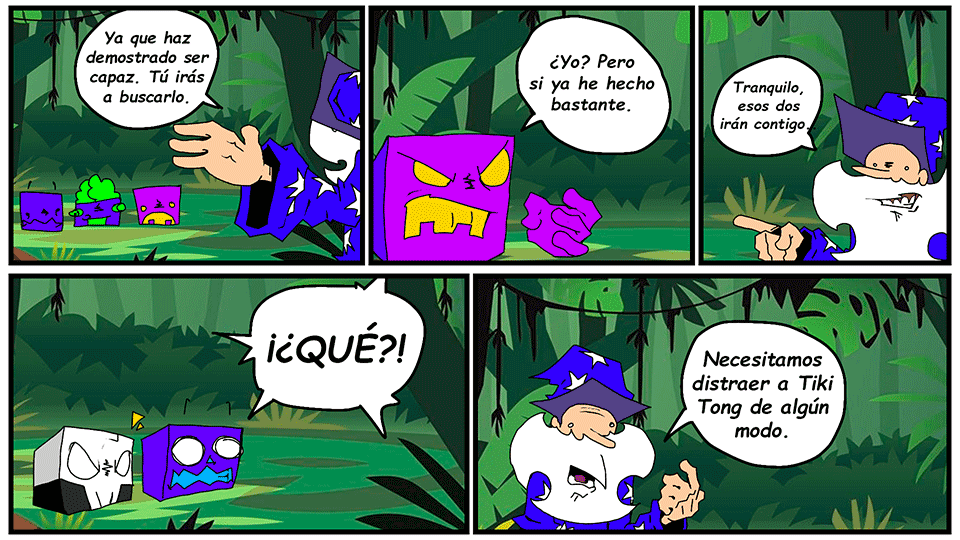 Ya que haz
demostrado ser
capaz. Tú irás
a buscarlo.
¿Yo? Pero
si ya he hecho
bastante.
Tranquilo,
esos dos
irán contigo.
¡¿QUÉ?!
Necesitamos
distraer a Tiki
Tong de algún
modo.